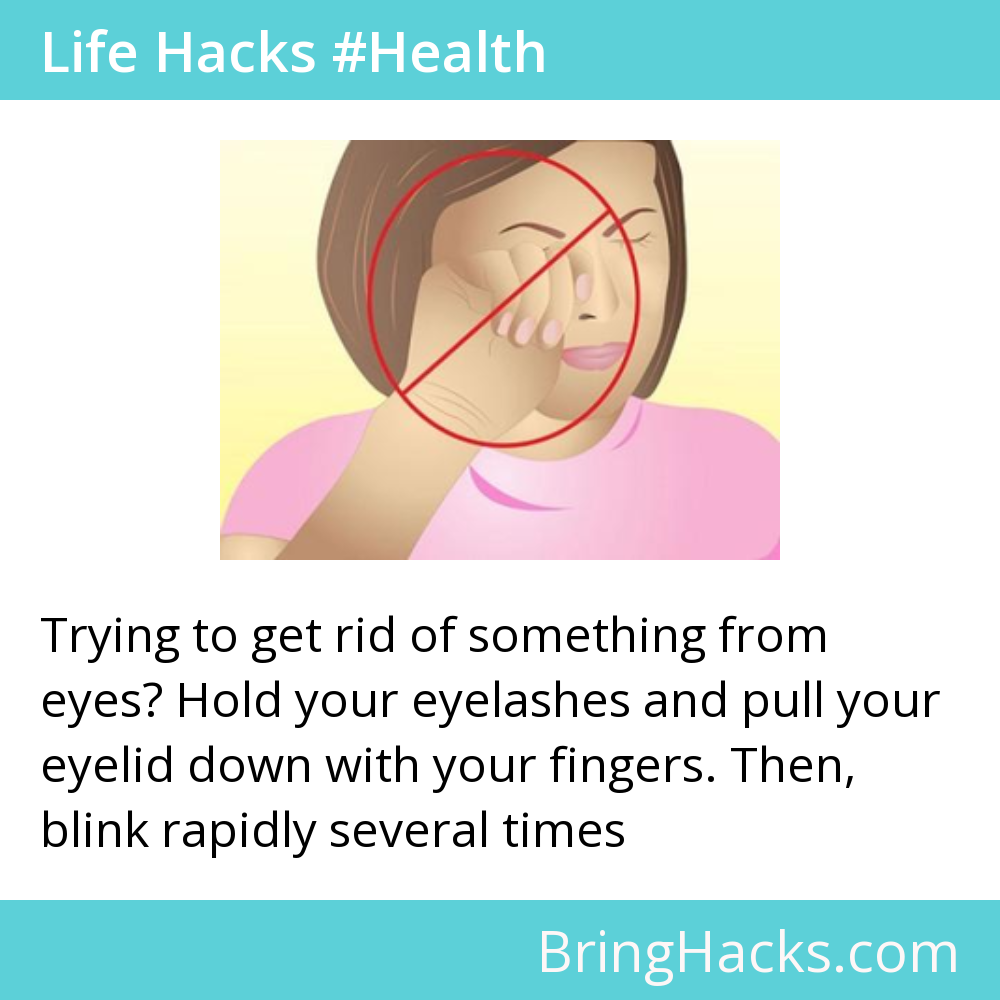 Life Hacks #Health
Trying to get rid of something from
eyes? Hold your eyelashes and pull your
eyelid down with your fingers. Then,
blink rapidly several times
BringHacks.com